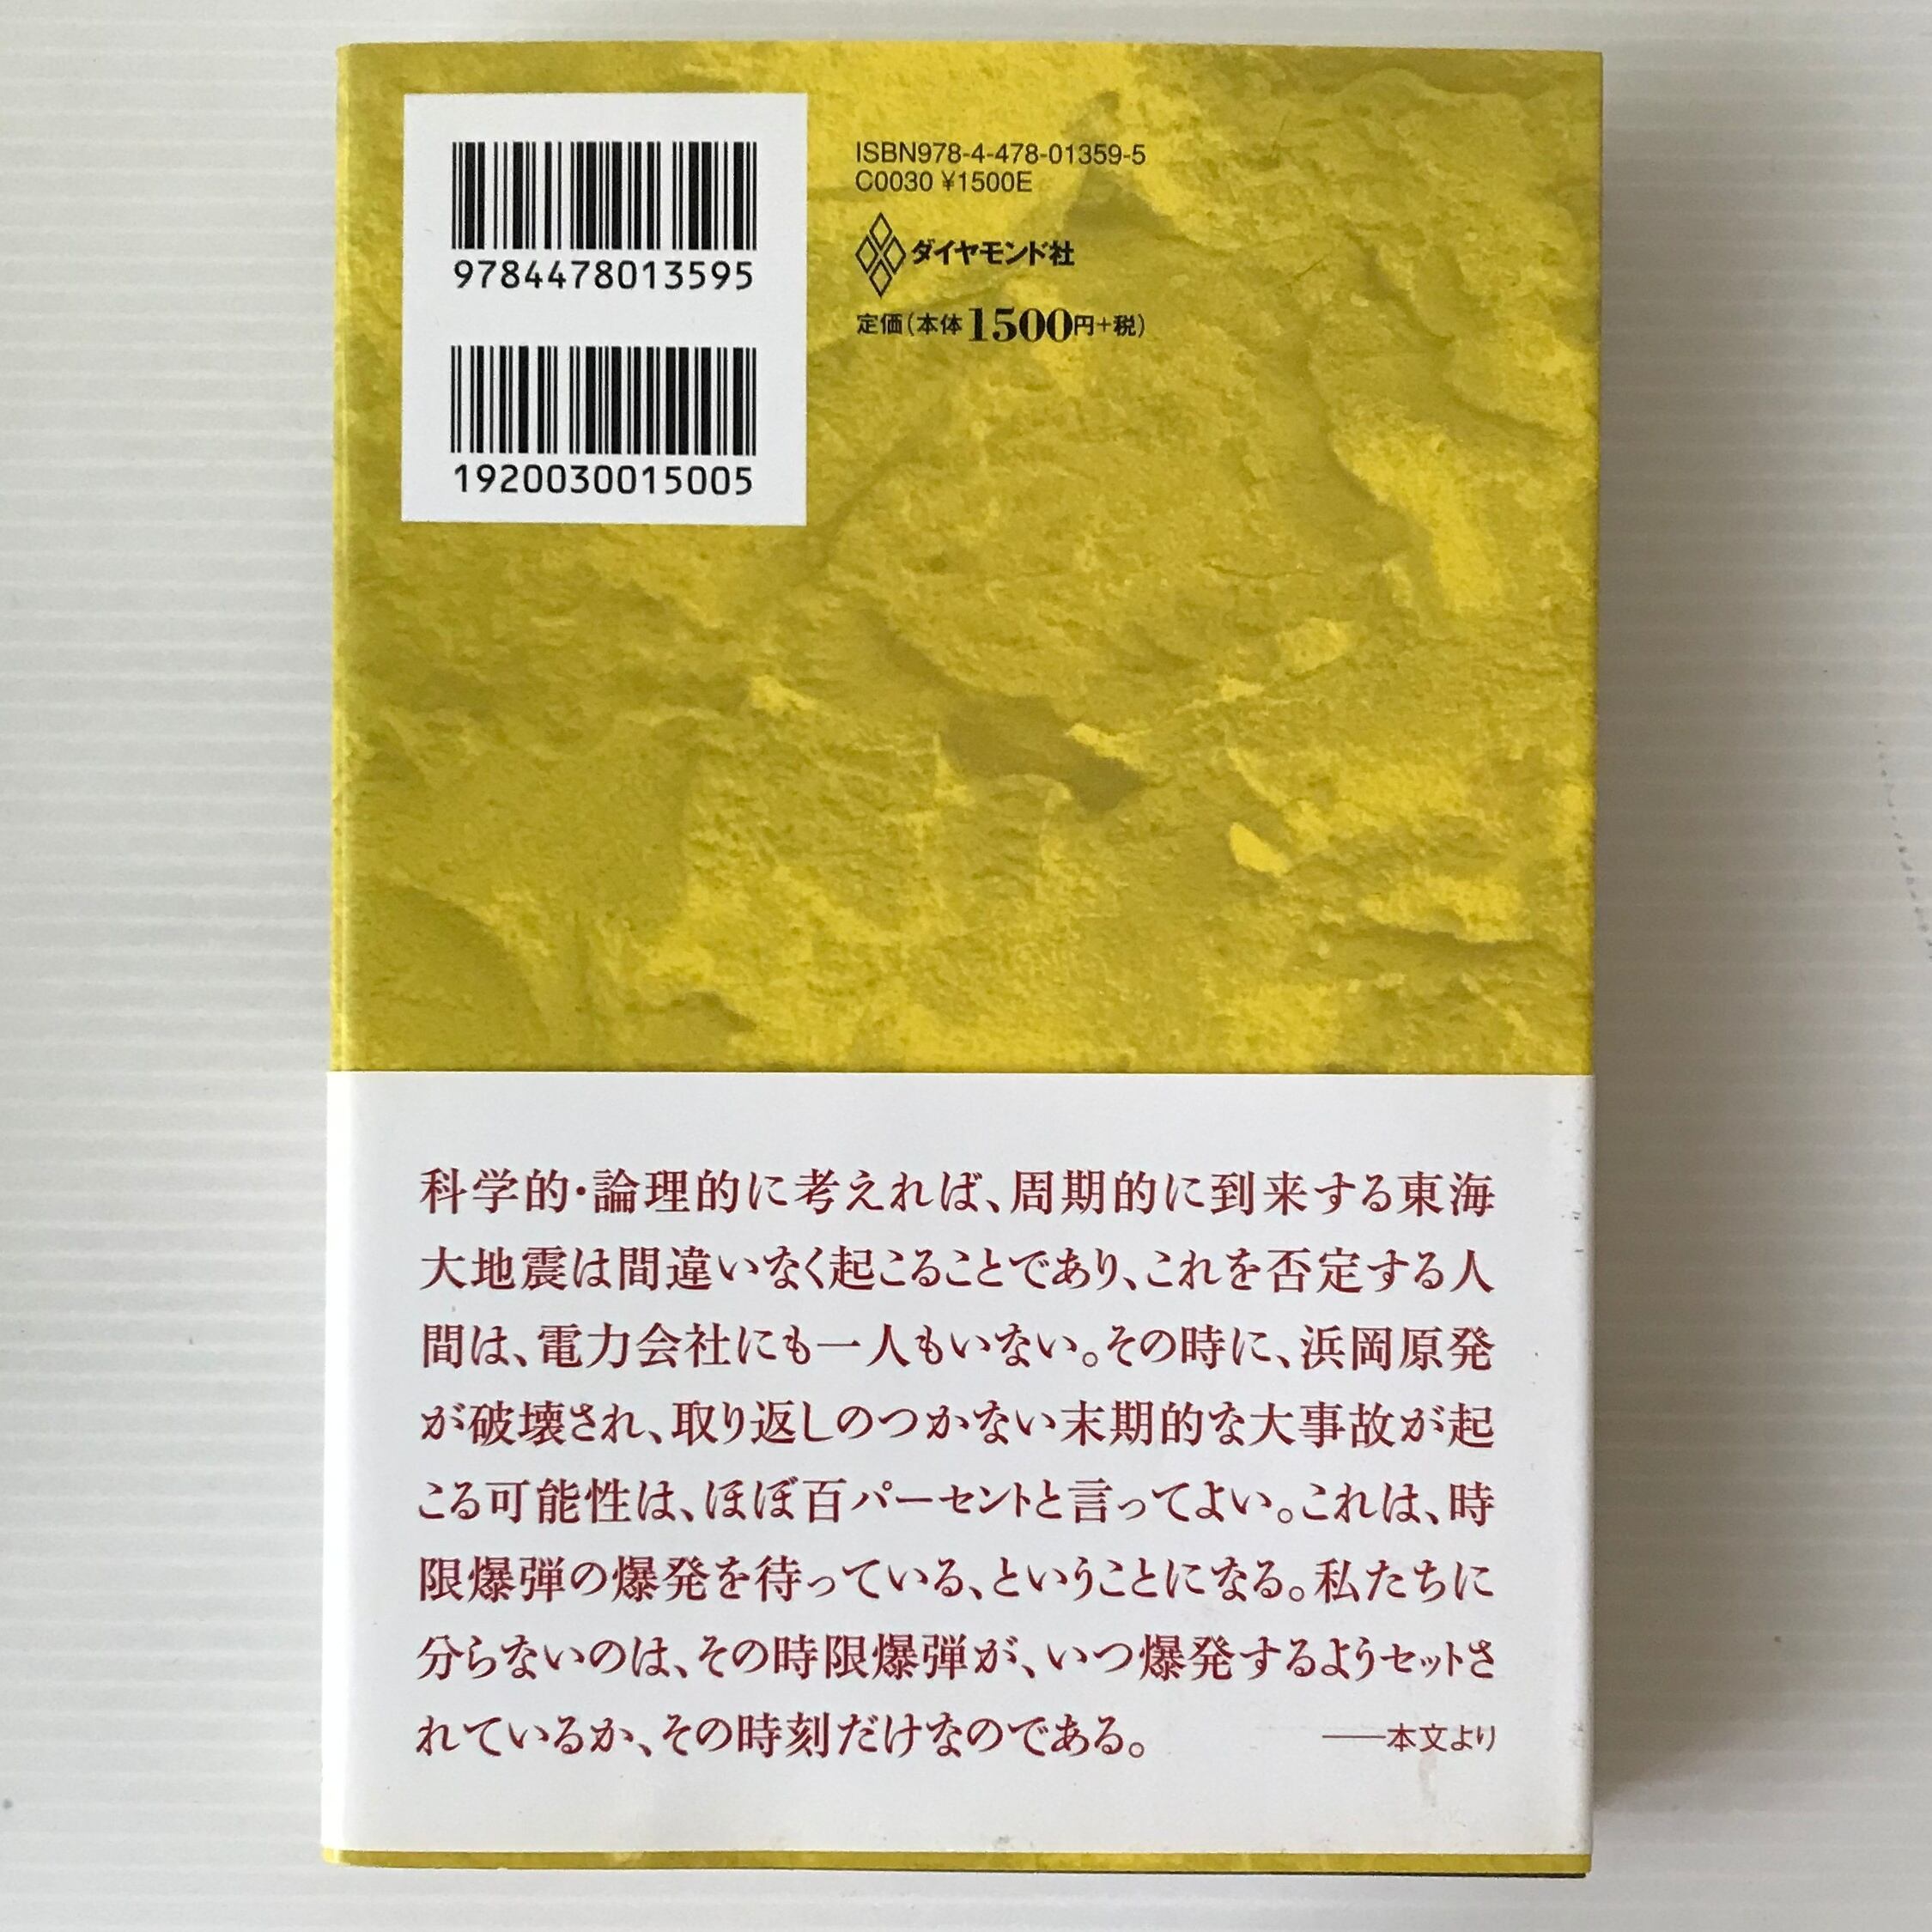 9784478013595
1920030015005
ISBN978-4-478-01359-5
C0030 ¥1500E
ダイヤモンド社
定価(本体1500円+税)
科学的・論理的に考えれば、周期的に到来する東海
大地震は間違いなく起こることであり、これを否定する人
間は、電力会社にも一人もいない。その時に、浜岡原発
が破壊され、取り返しのつかない末期的な大事故が起
こる可能性は、ほぼ百パーセントと言ってよい。これは、時
限爆弾の爆発を待っている、ということになる。私たちに
分らないのは、その時限爆弾が、いつ爆発するようセットさ
れているか、その時刻だけなのである。 ——本文より